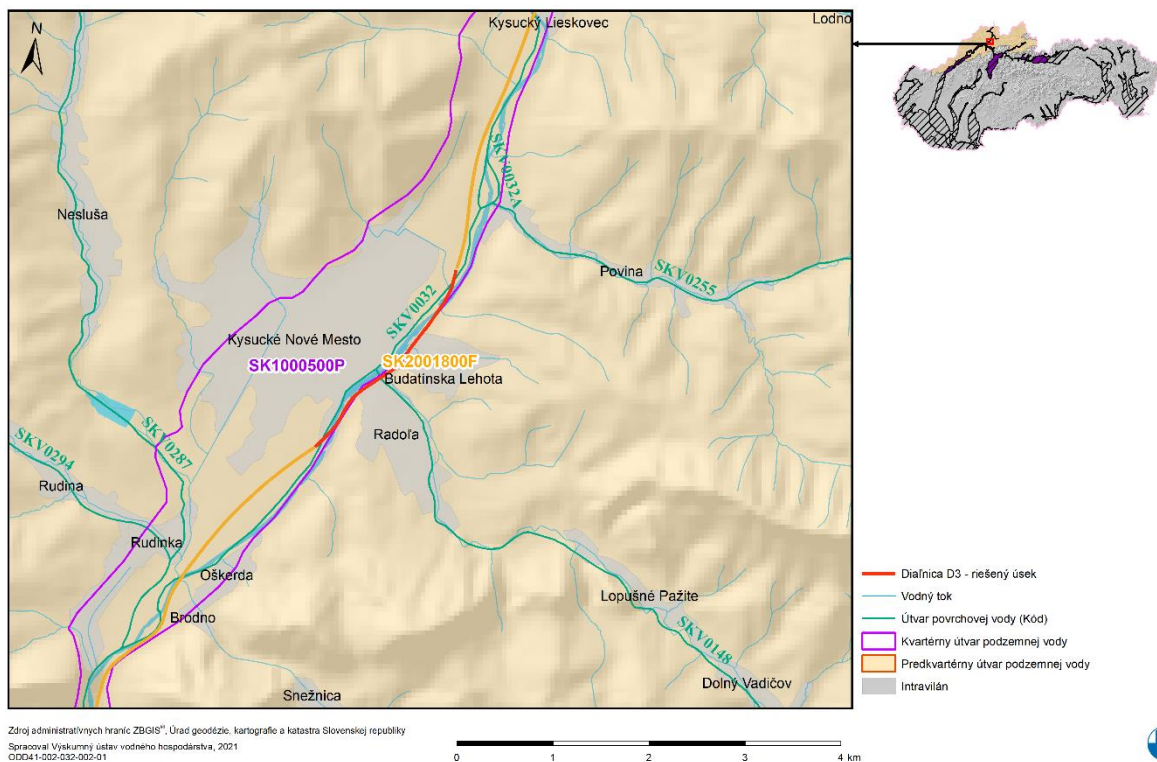 N
Kysucký Lieskovec
Lodno
SKV0032A
Nesluša
Povina
SKV0255
SKV0032
Kysucké Nové Mesto
SK1000500P
SK2001800F
Budatínska Lehota
Radoľa
SKV0294
SKV0287
Rudina
Rudinka
Oškerda
Brodno
Lopušné Pažite
SKV0148
Snežnica
Dolný Vadičov
Diaľnica D3 - riešený úsek
Vodný tok
Útvar povrchovej vody (Kód)
Kvartérny útvar podzemnej vody
Predkvartérny útvar podzemnej vody
Intravilán
Zdroj administratívnych hraníc ZBGIS®, Úrad geodézie, kartografie a katastra Slovenskej republiky
Spracoval Výskumný ústav vodného hospodárstva, 2021
ODD41-002-032-002-01
0 1 2 3 4 km